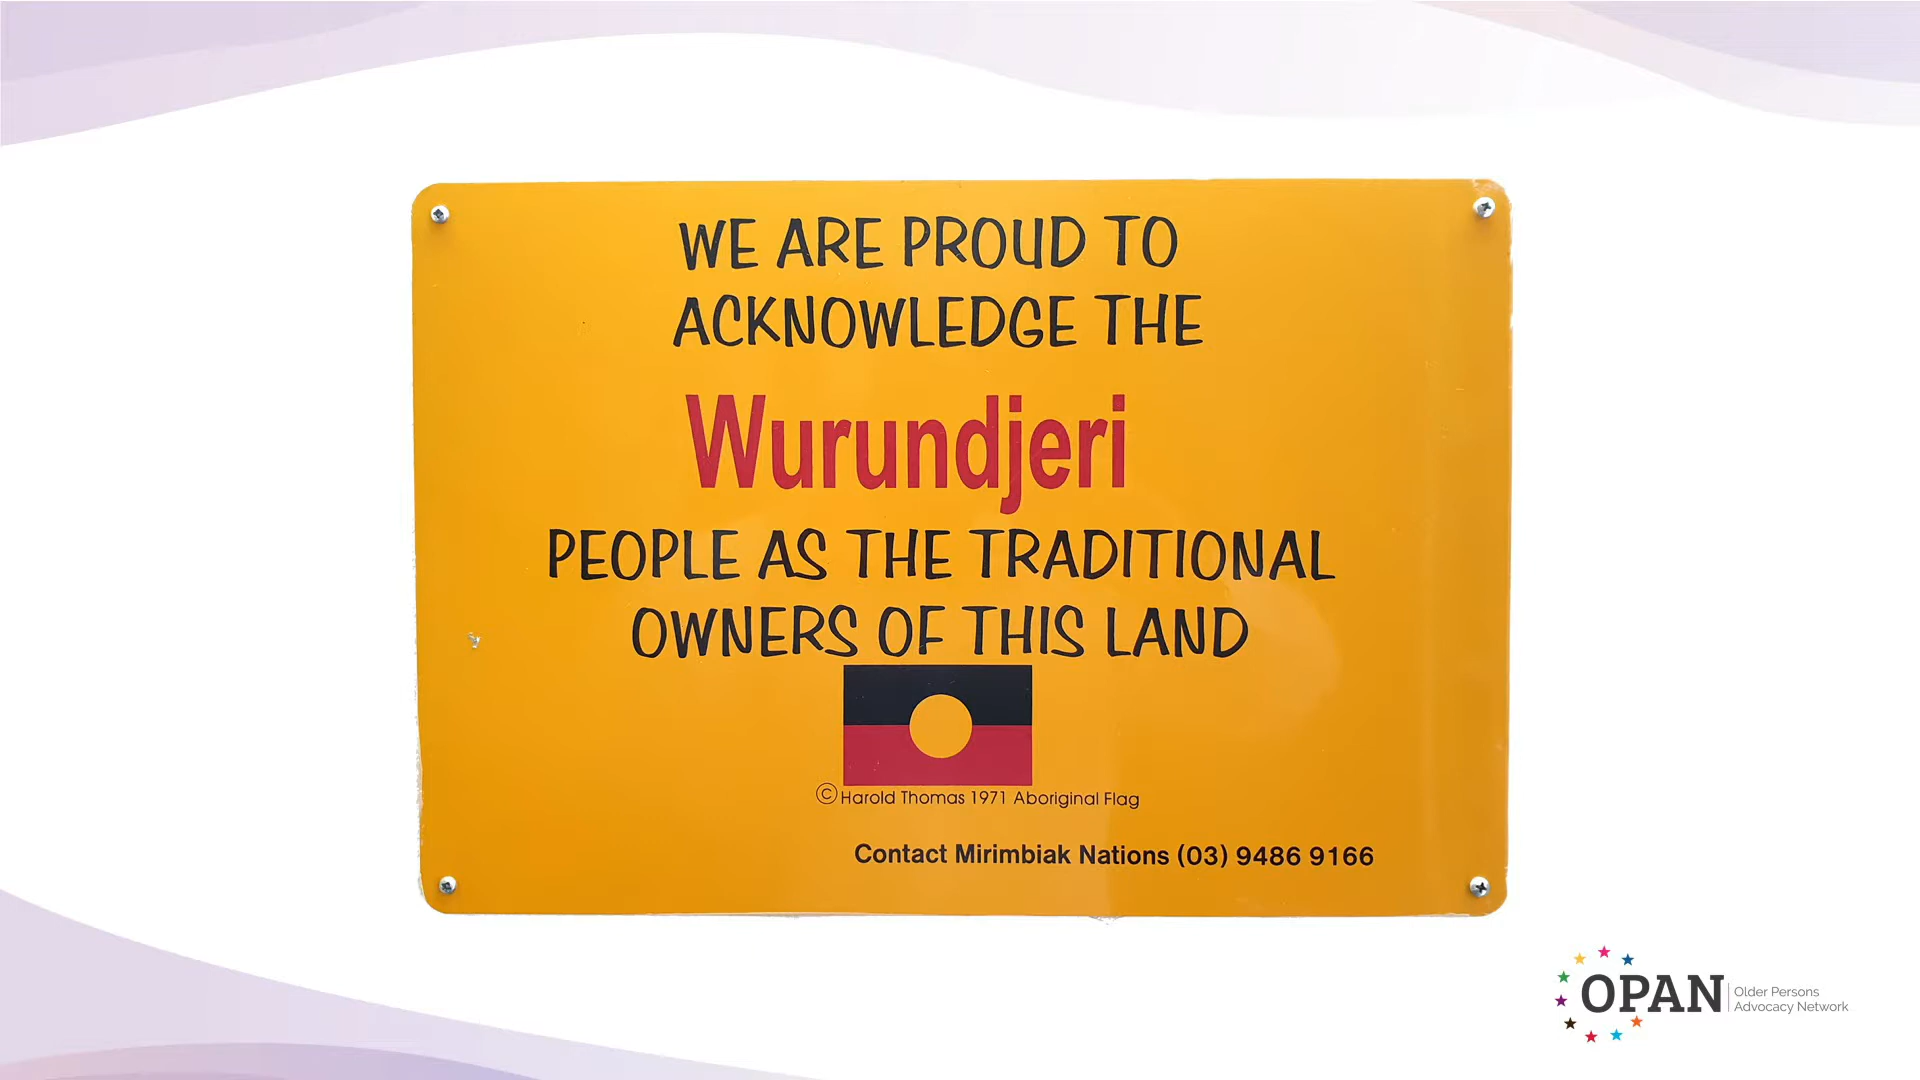 WE ARE PROUD TO
ACKNOWLEDGE THE
Wurundjeri
PEOPLE AS THE TRADITIONAL
OWNERS OF THIS LAND
©Harold Thomas 1971 Aboriginal Flag
Contact Mirimbiak Nations (03) 9486 9166
OPAN
Older Persons
Advocacy Network